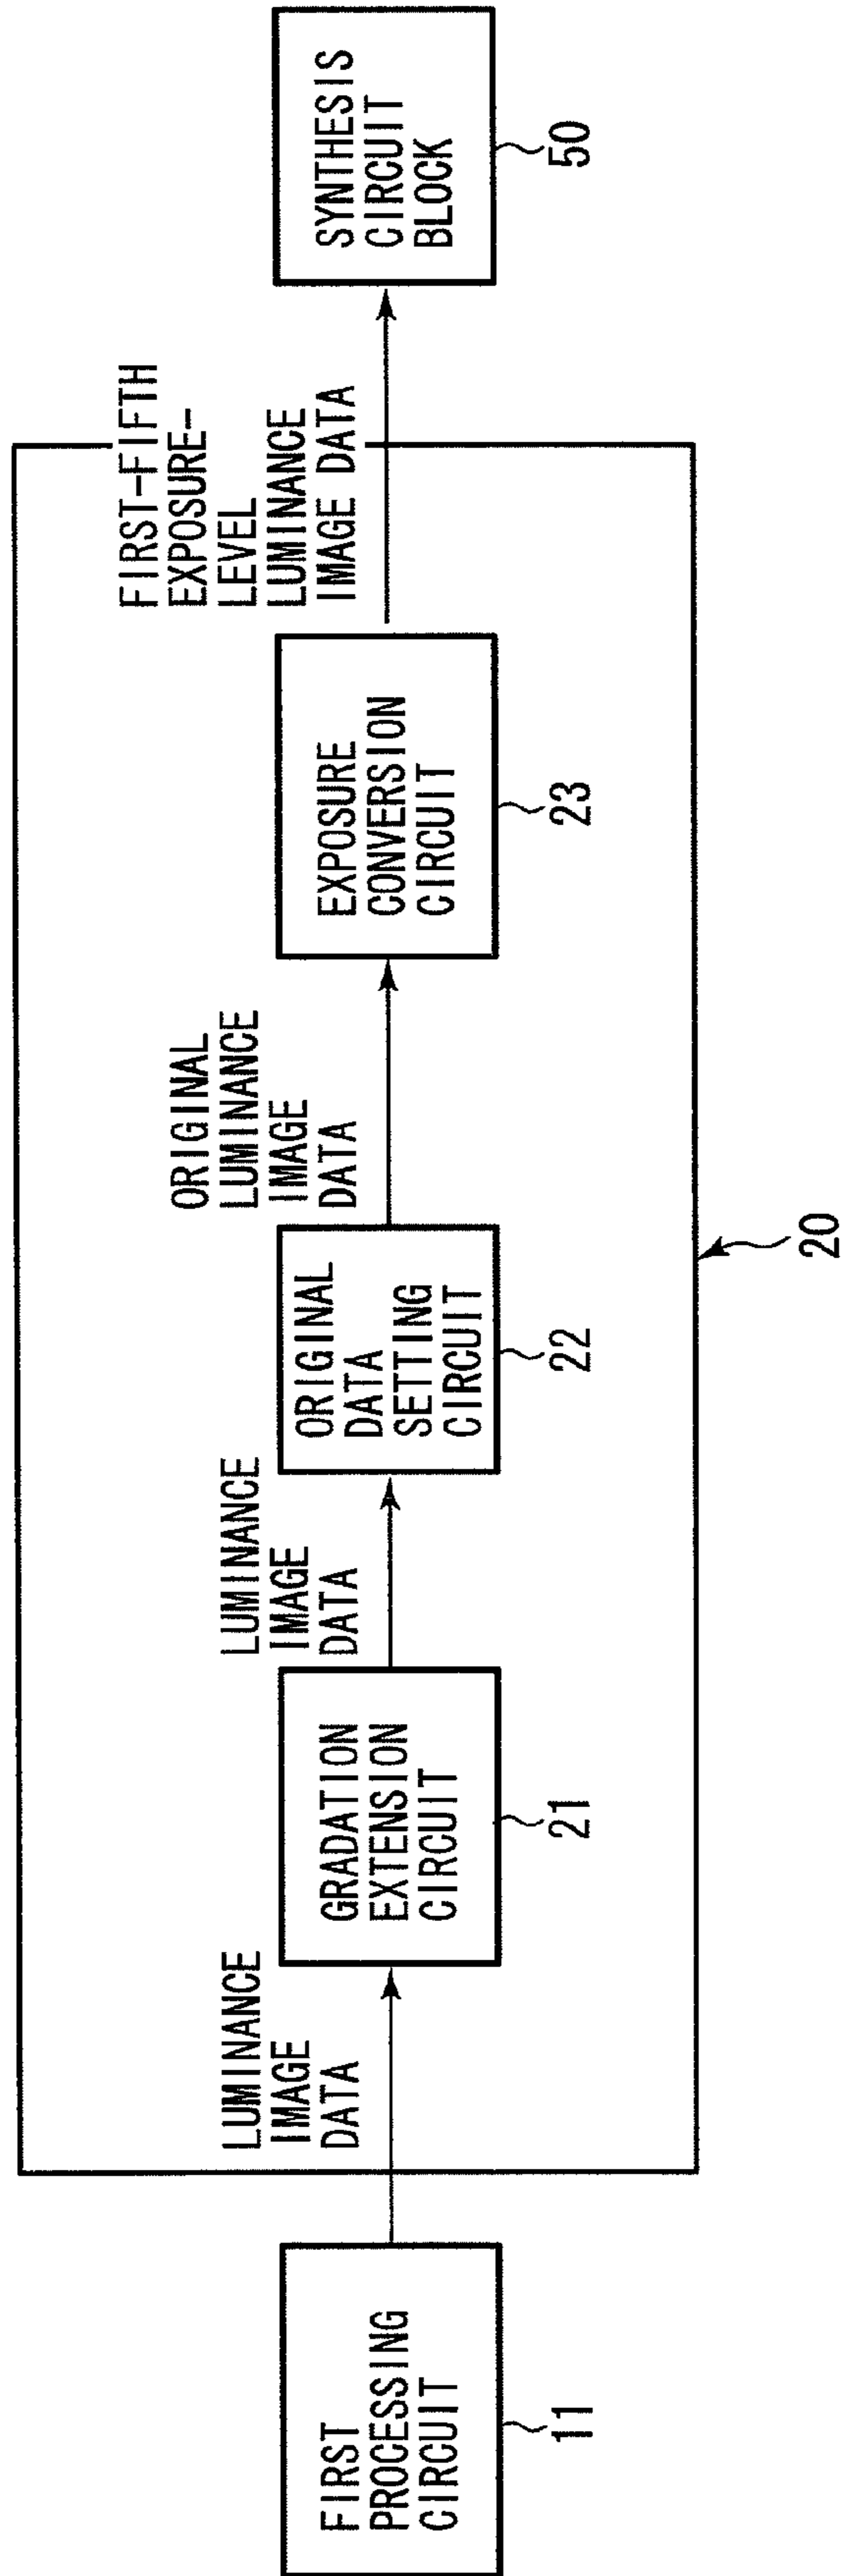 FIRST
PROCESSING
CIRCUIT
11
LUMINANCE
IMAGE
DATA
GRADATION
EXTENSION
CIRCUIT
21
LUMINANCE
IMAGE
DATA
ORIGINAL
DATA
SETTING
CIRCUIT
22
ORIGINAL
LUMINANCE
IMAGE
DATA
EXPOSURE
CONVERSION
CIRCUIT
23
FIRST-FIFTH
EXPOSURE-
LEVEL
LUMINANCE
IMAGE DATA
SYNTHESIS
CIRCUIT
BLOCK
50
20